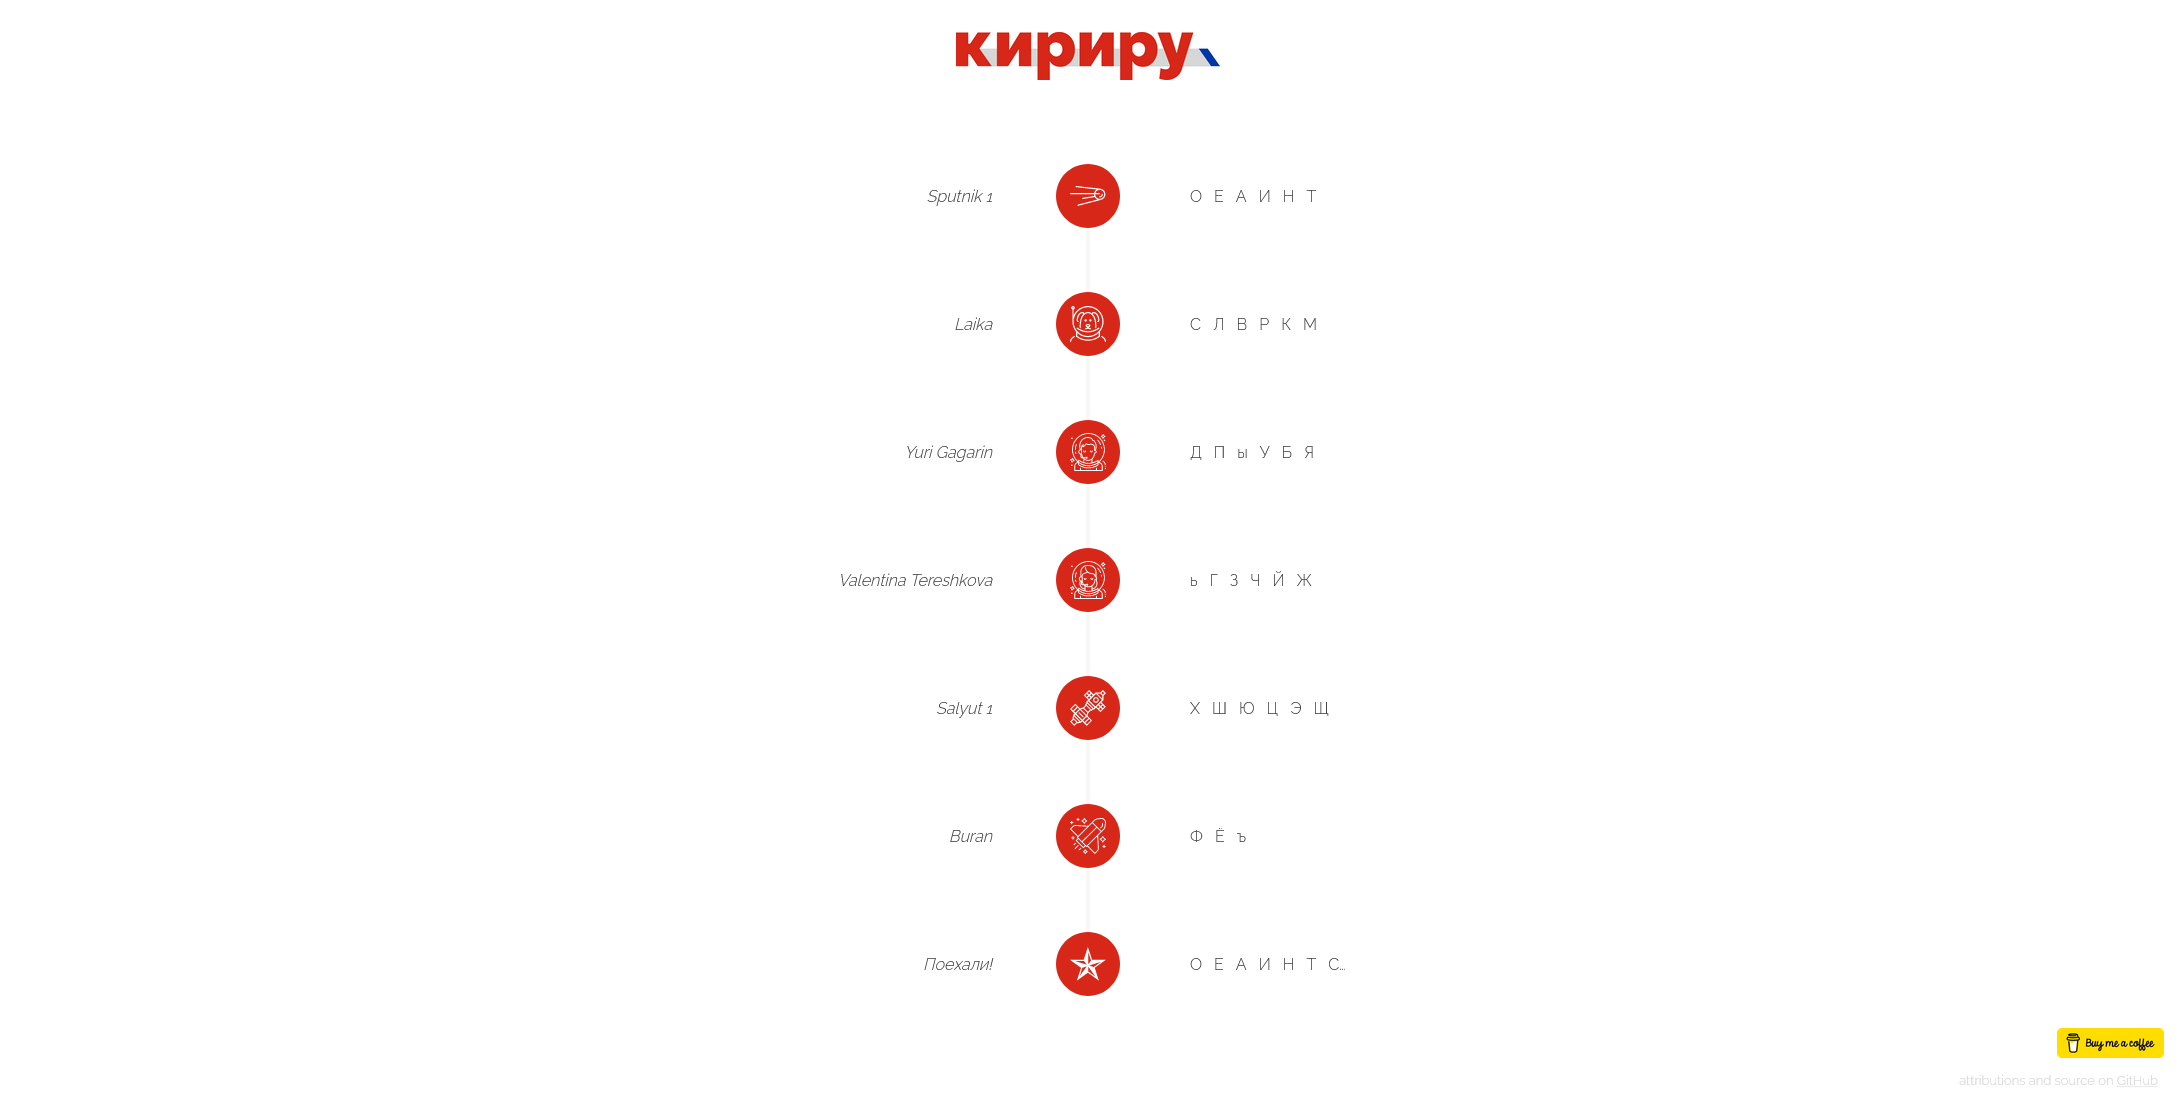 кириру
Sputnik 1 О Е А И Н Т
Laika С Л В Р К М
Yuri Gagarin Д П ы У Б Я
Valentina Tereshkova ь Г З Ч Й Ж
Salyut 1 Х Ш Ю Ц Э Щ
Buran Ф Ё ъ
Поехали! О Е А И Н Т С...
Buy me a coffee
attributions and source on GitHub